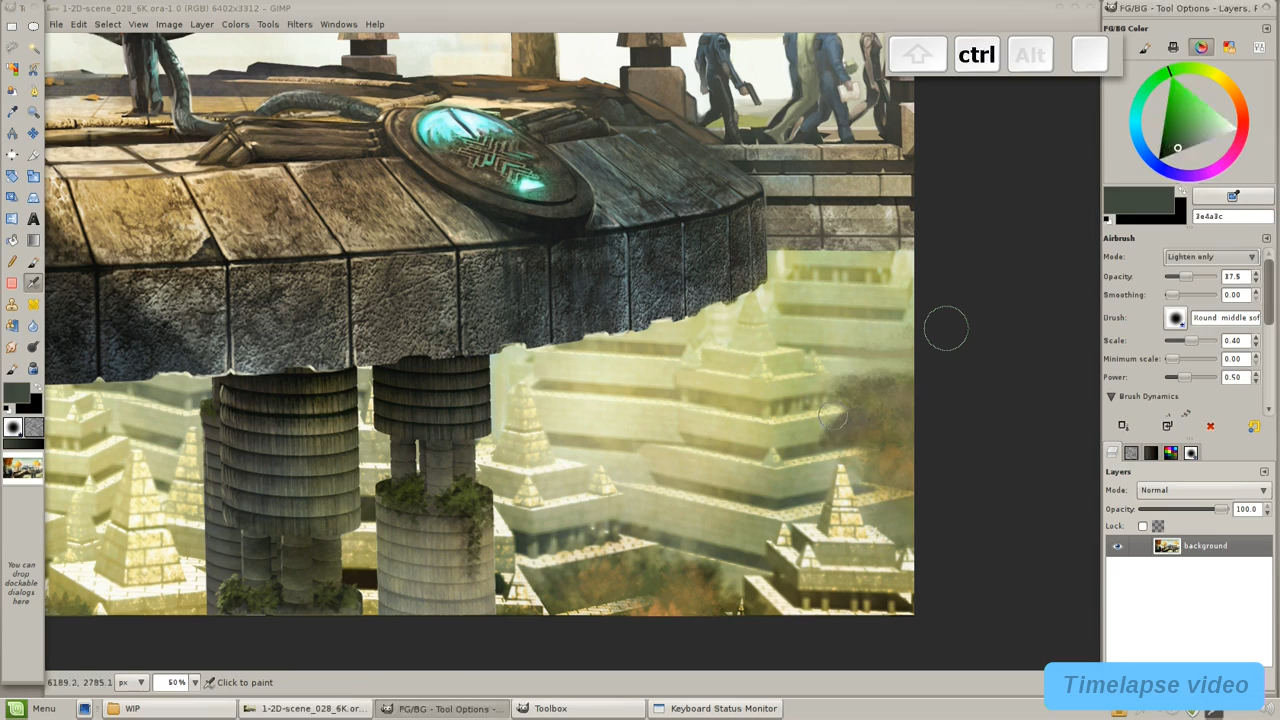 1-2D-scene_028_6K.ora-1.0 (RGB) 6402x3312 – GIMP
FG/BG - Tool Options - Layers,
File Edit Select View Image Layer Colors Tools Filters Windows Help
ctrl Alt
FG/BG Color
3e4a3c
Airbrush
Mode: Lighten only
Opacity: 37.5
Smoothing: 0.00
Brush: Round middle sof
Scale: 0.40
Minimum scale: 0.00
Power: 0.50
Brush Dynamics
Layers
Mode: Normal
Opacity: 100.0
Lock:
background
You can
drop
dockable
dialogs
here
6189.2, 2785.1 px 50% Click to paint
Timelapse video
Menu WIP 1-2D-scene_028_6K.or... FG/BG - Tool Options -... Toolbox Keyboard Status Monitor